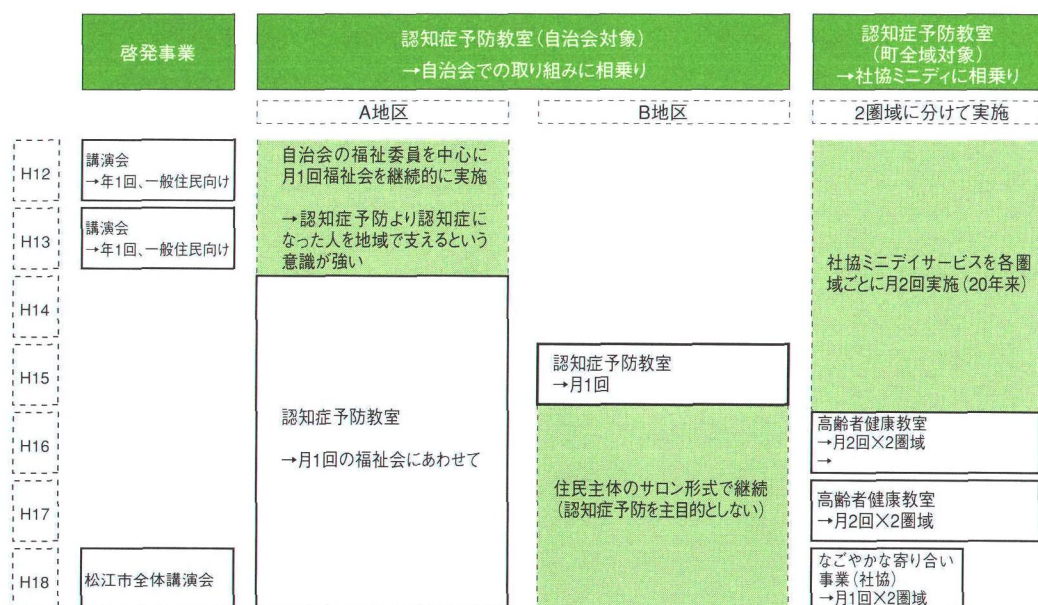 啓発事業
認知症予防教室（自治会対象）
→自治会での取り組みに相乗り
認知症予防教室
（町全域対象）
→社協ミニディに相乗り
A地区
B地区
2圏域に分けて実施
H12
講演会
→年1回、一般住民向け
自治会の福祉委員を中心に
月1回福祉会を継続的に実施
→認知症予防より認知症に
なった人を地域で支えるという
意識が強い
H13
講演会
→年1回、一般住民向け
社協ミニデイサービスを各圏
域ごとに月2回実施（20年来）
H14
H15
認知症予防教室
→月1回
認知症予防教室
→月1回の福祉会にあわせて
H16
高齢者健康教室
→月2回×2圏域
→
住民主体のサロン形式で継続
（認知症予防を主目的としない）
H17
高齢者健康教室
→月2回×2圏域
H18
松江市全体講演会
なごやかな寄り合い
事業（社協）
→月1回×2圏域